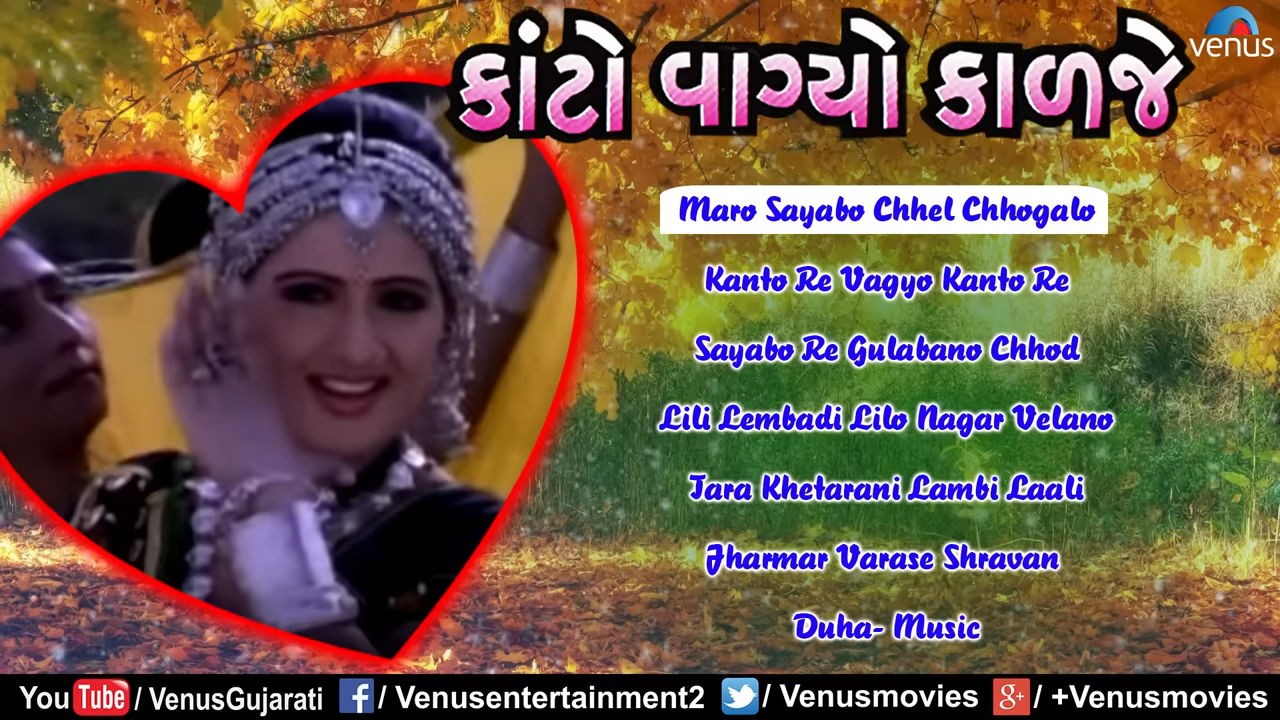 કાંટો વાગ્યો કાળજે
venus
Maro Sayabo Chhel Chhogalo
Kanto Re Vagyo Kanto Re
Sayabo Re Gulabano Chhod
Lili Lembadi Lilo Nagar Velano
Tara Khetarani Lambi Laali
Jharmar Varase Shravan
Duha- Music
You Tube / VenusGujarati f / Venusentertainment2 / Venusmovies g+ / +Venusmovies